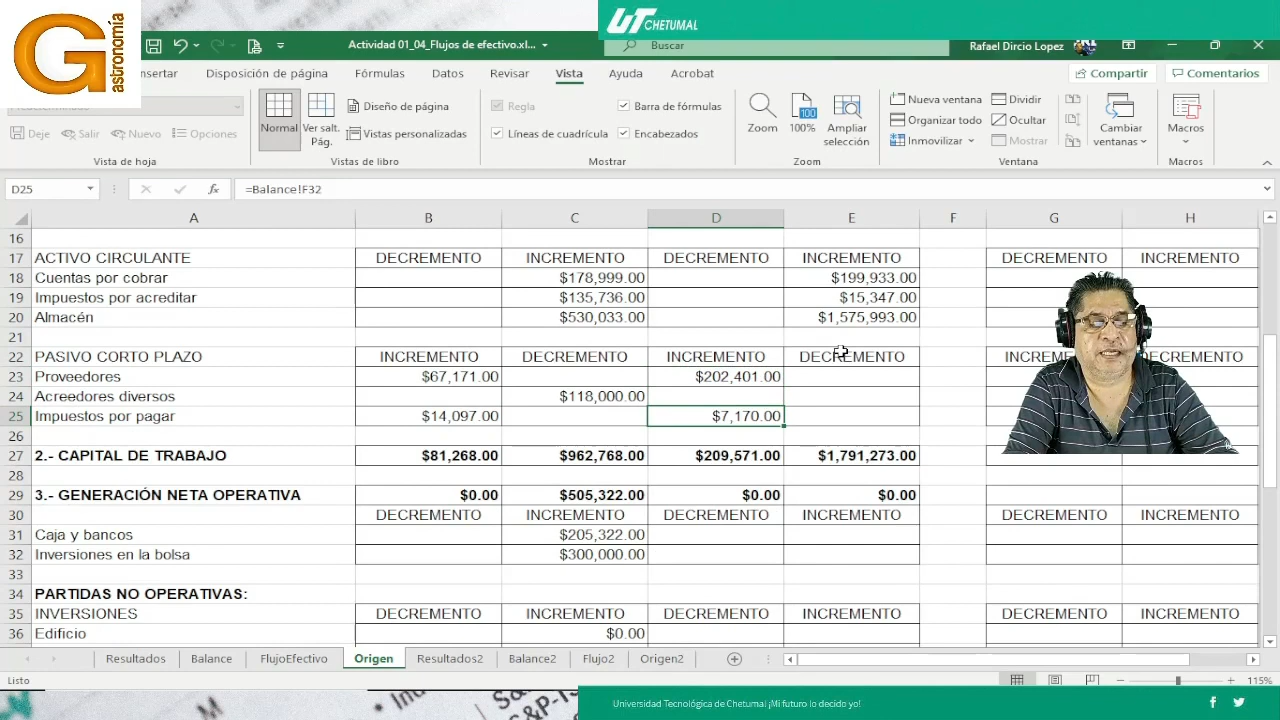 G
astronomía
UT
CHETUMAL
Actividad 01_04_Flujos de efectivo.xl...
Buscar
Rafael Dircio Lopez
nsertar
Disposición de página
Fórmulas
Datos
Revisar
Vista
Ayuda
Acrobat
Compartir
Comentarios
Deje
Salir
Nuevo
Opciones
Vista de hoja
Normal
Ver salt. Pág.
Diseño de página
Vistas personalizadas
Vistas de libro
Regla
Barra de fórmulas
Líneas de cuadrícula
Encabezados
Mostrar
Zoom
100%
Ampliar selección
Zoom
Nueva ventana
Organizar todo
Inmovilizar
Dividir
Ocultar
Mostrar
Cambiar ventanas
Ventana
Macros
Macros
D25
fx
=Balance!F32
A B C D E F G H
16
17 ACTIVO CIRCULANTE DECREMENTO INCREMENTO DECREMENTO INCREMENTO DECREMENTO INCREMENTO
18 Cuentas por cobrar $178,999.00 $199,933.00
19 Impuestos por acreditar $135,736.00 $15,347.00
20 Almacén $530,033.00 $1,575,993.00
21
22 PASIVO CORTO PLAZO INCREMENTO DECREMENTO INCREMENTO DECREMENTO INCREME DECREMENTO
23 Proveedores $67,171.00 $202,401.00
24 Acreedores diversos $118,000.00
25 Impuestos por pagar $14,097.00 $7,170.00
26
27 2.- CAPITAL DE TRABAJO $81,268.00 $962,768.00 $209,571.00 $1,791,273.00
28
29 3.- GENERACIÓN NETA OPERATIVA $0.00 $505,322.00 $0.00 $0.00
30 DECREMENTO INCREMENTO DECREMENTO INCREMENTO DECREMENTO INCREMENTO
31 Caja y bancos $205,322.00
32 Inversiones en la bolsa $300,000.00
33
34 PARTIDAS NO OPERATIVAS:
35 INVERSIONES DECREMENTO INCREMENTO DECREMENTO INCREMENTO DECREMENTO INCREMENTO
36 Edificio $0.00
Resultados Balance FlujoEfectivo Origen Resultados2 Balance2 Flujo2 Origen2
Listo
115%
Universidad Tecnológica de Chetumal ¡Mi futuro lo decido yo!